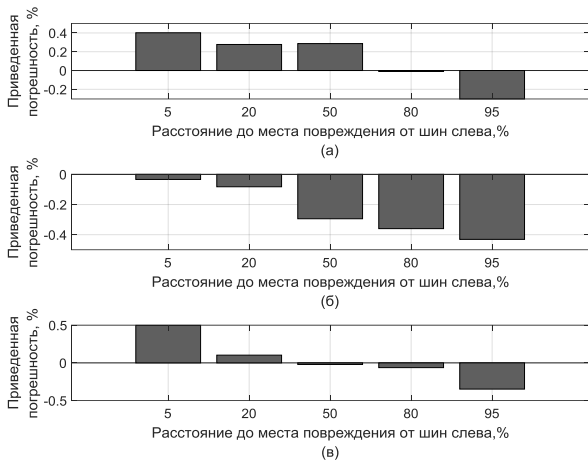 Приведенная
погрешность, %
0.4
0.2
0
-0.2
5 20 50 80 95
Расстояние до места повреждения от шин слева,%
(а)
Приведенная
погрешность, %
0
-0.2
-0.4
5 20 50 80 95
Расстояние до места повреждения от шин слева,%
(б)
Приведенная
погрешность, %
0.5
0
-0.5
5 20 50 80 95
Расстояние до места повреждения от шин слева,%
(в)